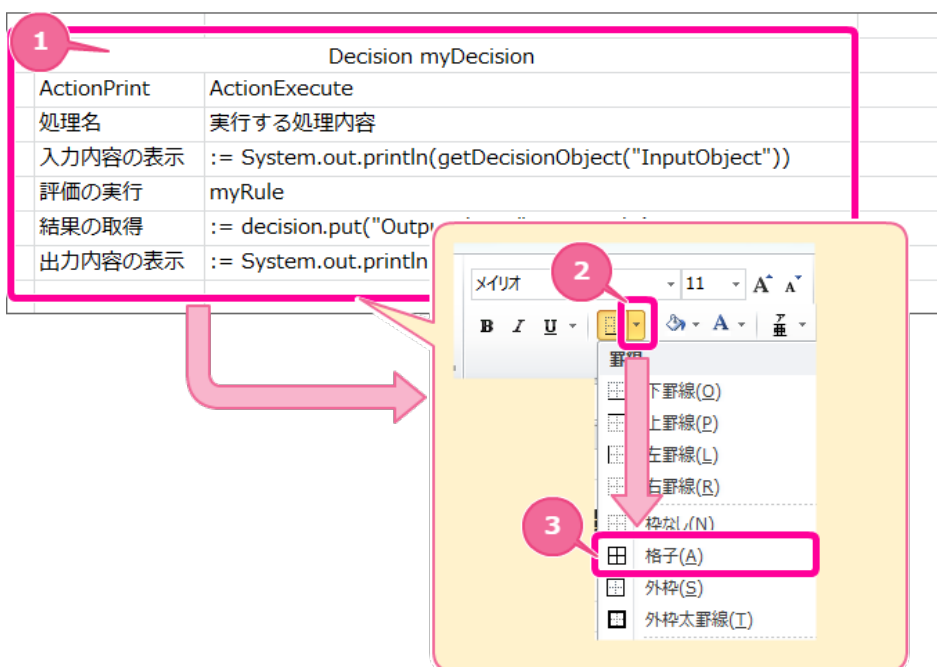 1
Decision myDecision
ActionPrint ActionExecute
処理名 実行する処理内容
入力内容の表示 := System.out.println(getDecisionObject("InputObject"))
評価の実行 myRule
結果の取得 := decision.put("Outp
出力内容の表示 := System.out.println
2
メイリオ 11 A A
B I U A ア亜
罫線
下罫線(O)
上罫線(P)
左罫線(L)
右罫線(R)
枠なし(N)
3
格子(A)
外枠(S)
外枠太罫線(T)